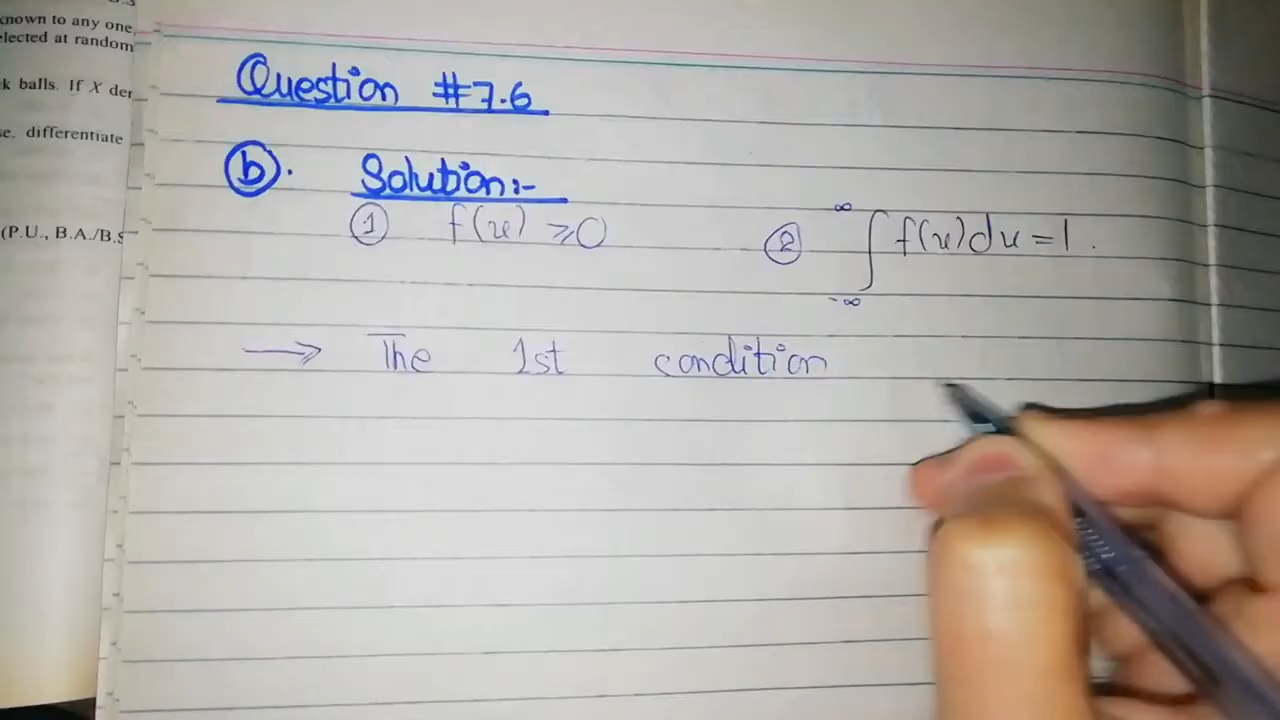 known to any one,
elected at random
k balls. If X der
se, differentiate
(P.U., B.A./B.S
Question #7.6
b. Solution:-
1 f(x) ≥0 2 ∫_{-∞}^{∞} f(x)dx=1.
→ The 1st condition